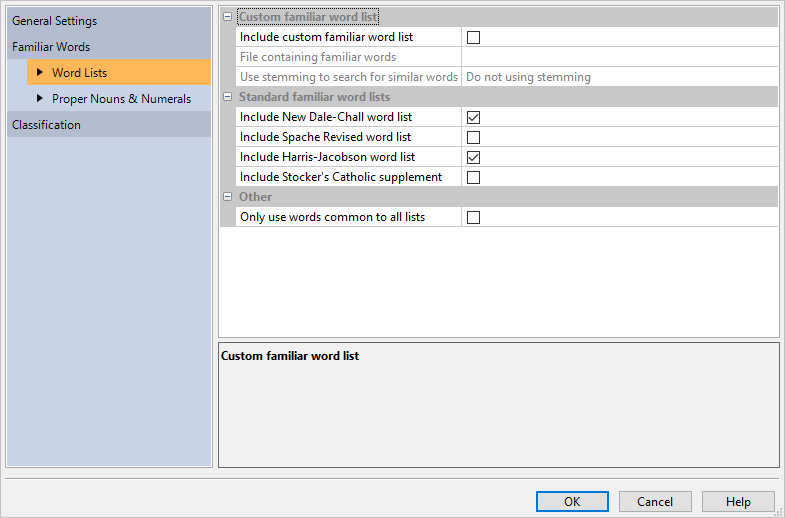 General Settings
Familiar Words
Word Lists
Proper Nouns & Numerals
Classification
Custom familiar word list
Include custom familiar word list
File containing familiar words
Use stemming to search for similar words Do not using stemming
Standard familiar word lists
Include New Dale-Chall word list
Include Spache Revised word list
Include Harris-Jacobson word list
Include Stocker's Catholic supplement
Other
Only use words common to all lists
Custom familiar word list
OK Cancel Help